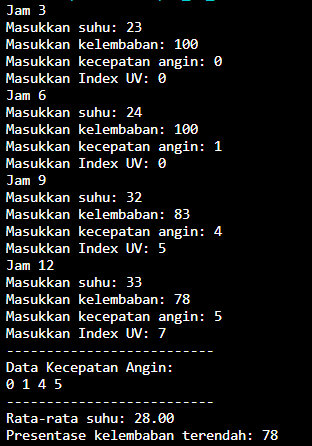 Jam 3
Masukkan suhu: 23
Masukkan kelembaban: 100
Masukkan kecepatan angin: 0
Masukkan Index UV: 0
Jam 6
Masukkan suhu: 24
Masukkan kelembaban: 100
Masukkan kecepatan angin: 1
Masukkan Index UV: 0
Jam 9
Masukkan suhu: 32
Masukkan kelembaban: 83
Masukkan kecepatan angin: 4
Masukkan Index UV: 5
Jam 12
Masukkan suhu: 33
Masukkan kelembaban: 78
Masukkan kecepatan angin: 5
Masukkan Index UV: 7
--------------------------
Data Kecepatan Angin:
0 1 4 5
--------------------------
Rata-rata suhu: 28.00
Presentase kelembaban terendah: 78